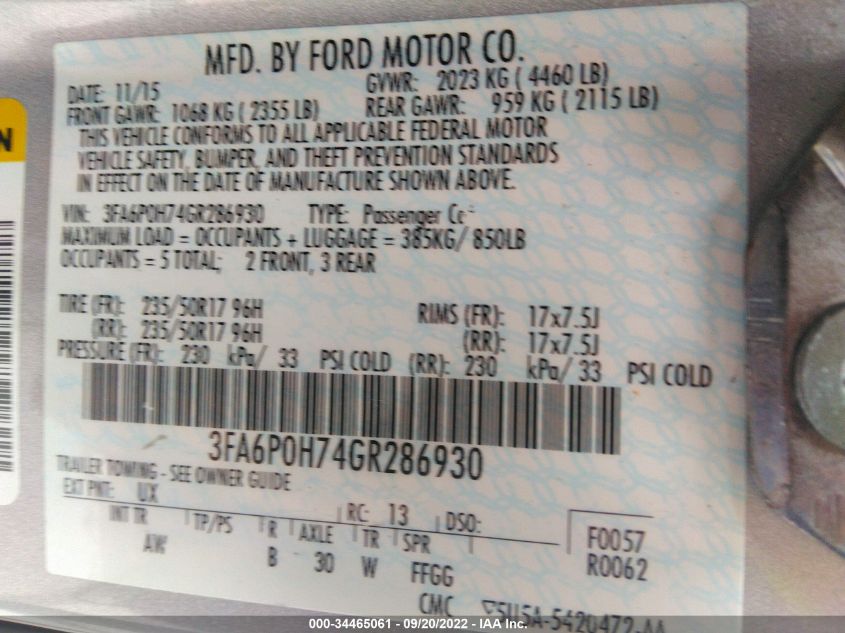 MFD. BY FORD MOTOR CO.
DATE: 11/15 GVWR: 2023 KG ( 4460 LB)
FRONT GAWR: 1068 KG ( 2355 LB) REAR GAWR: 959 KG ( 2115 LB)
THIS VEHICLE CONFORMS TO ALL APPLICABLE FEDERAL MOTOR
VEHICLE SAFETY, BUMPER, AND THEFT PREVENTION STANDARDS
IN EFFECT ON THE DATE OF MANUFACTURE SHOWN ABOVE.
VIN: 3FA6P0H74GR286930 TYPE: Passenger
MAXIMUM LOAD = OCCUPANTS + LUGGAGE = 385KG/ 850LB
OCCUPANTS = 5 TOTAL; 2 FRONT, 3 REAR
TIRE (FR): 235/50R17 96H RIMS (FR): 17x7.5J
(RR): 235/50R17 96H (RR): 17x7.5J
PRESSURE (FR): 230 kPa/ 33 PSI COLD (RR): 230 kPa/ 33 PSI COLD
3FA6P0H74GR286930
TRAILER TOWING - SEE OWNER GUIDE
EXT PNT: UX RC: 13 DSO:
INT TR TP/PS R AXLE TR SPR F0057
AW B 30 W FFGG R0062
CMC
N
000-34465061 - 09/20/2022 - IAA Inc.